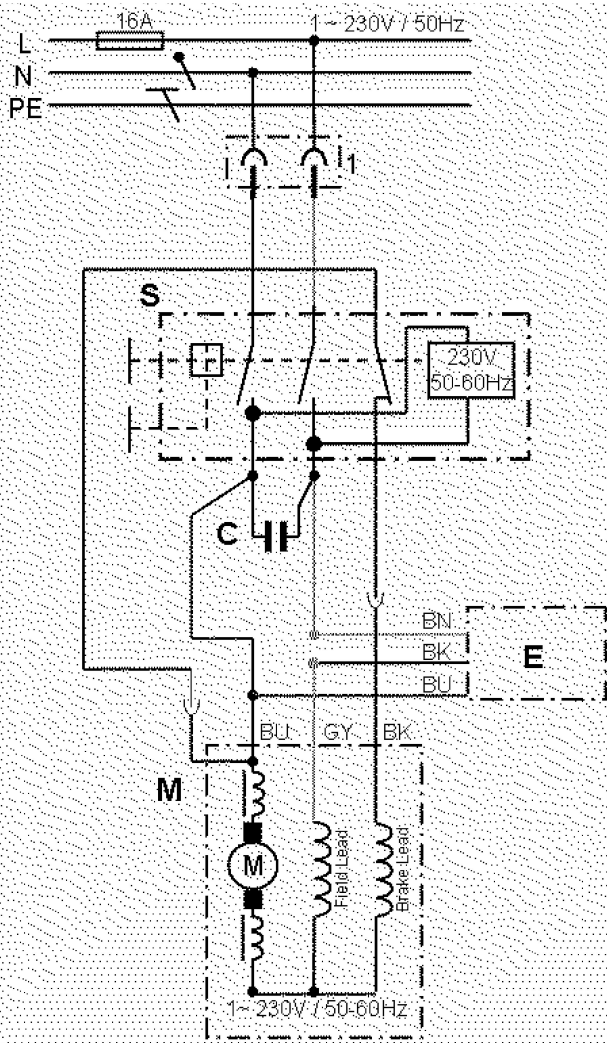 16A
1 ~ 230V / 50Hz
L
N
PE
1
S
230V
50-60Hz
C
BN
BK
E
BU
BU
GY
BK
M
M
Field Lead
Brake Lead
1~ 230V / 50-60Hz